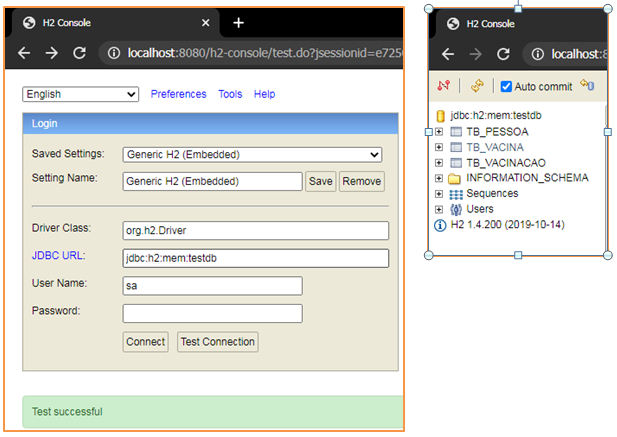 H2 Console
localhost:8080/h2-console/test.do?jsessionid=e725
English
Preferences
Tools
Help
Login
Saved Settings:
Generic H2 (Embedded)
Setting Name:
Generic H2 (Embedded)
Save
Remove
Driver Class:
org.h2.Driver
JDBC URL:
jdbc:h2:mem:testdb
User Name:
sa
Password:
Connect
Test Connection
Test successful
H2 Console
localhost:8
Auto commit
jdbc:h2:mem:testdb
TB_PESSOA
TB_VACINA
TB_VACINACAO
INFORMATION_SCHEMA
Sequences
Users
H2 1.4.200 (2019-10-14)